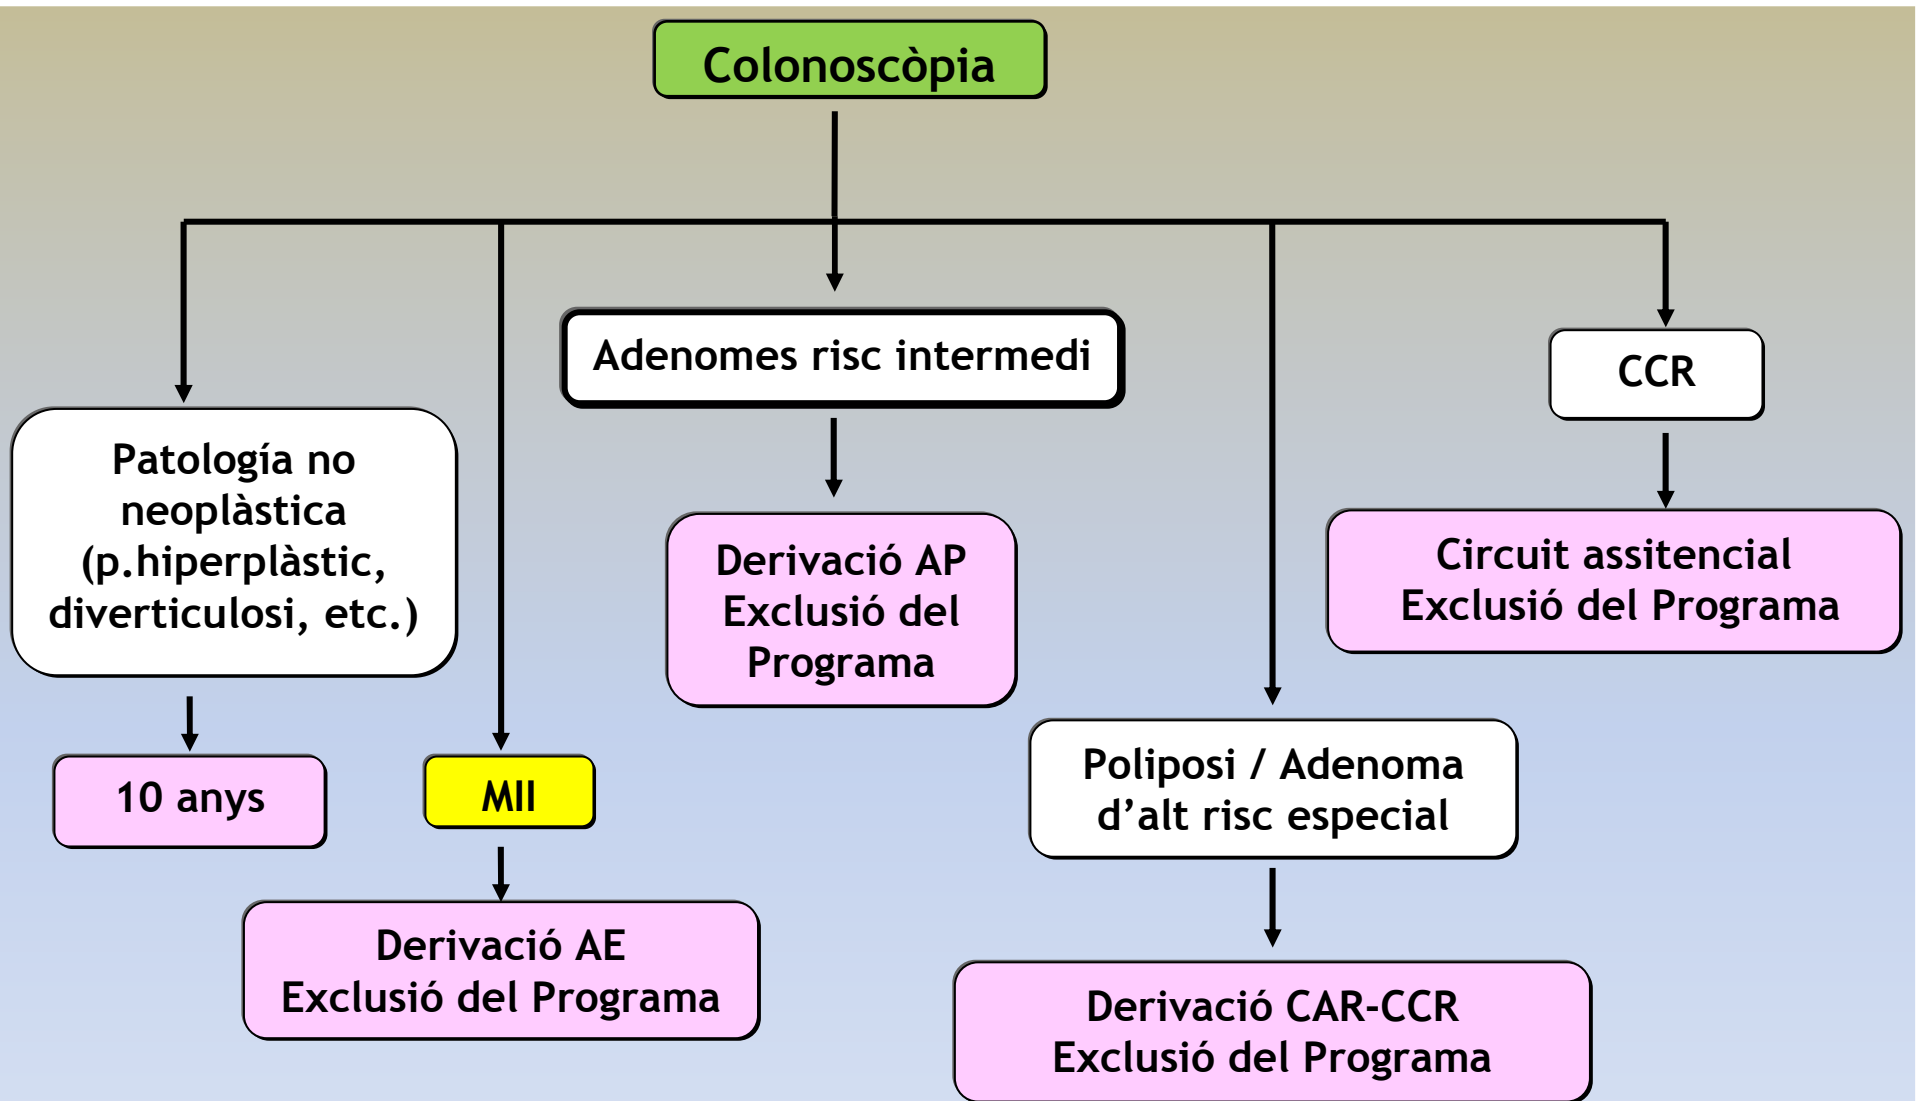 Colonoscòpia
Patología no
neoplàstica
(p.hiperplàstic,
diverticulosi, etc.)
10 anys
MII
Derivació AE
Exclusió del Programa
Adenomes risc intermedi
Derivació AP
Exclusió del
Programa
Poliposi / Adenoma
d’alt risc especial
Derivació CAR-CCR
Exclusió del Programa
CCR
Circuit assitencial
Exclusió del Programa